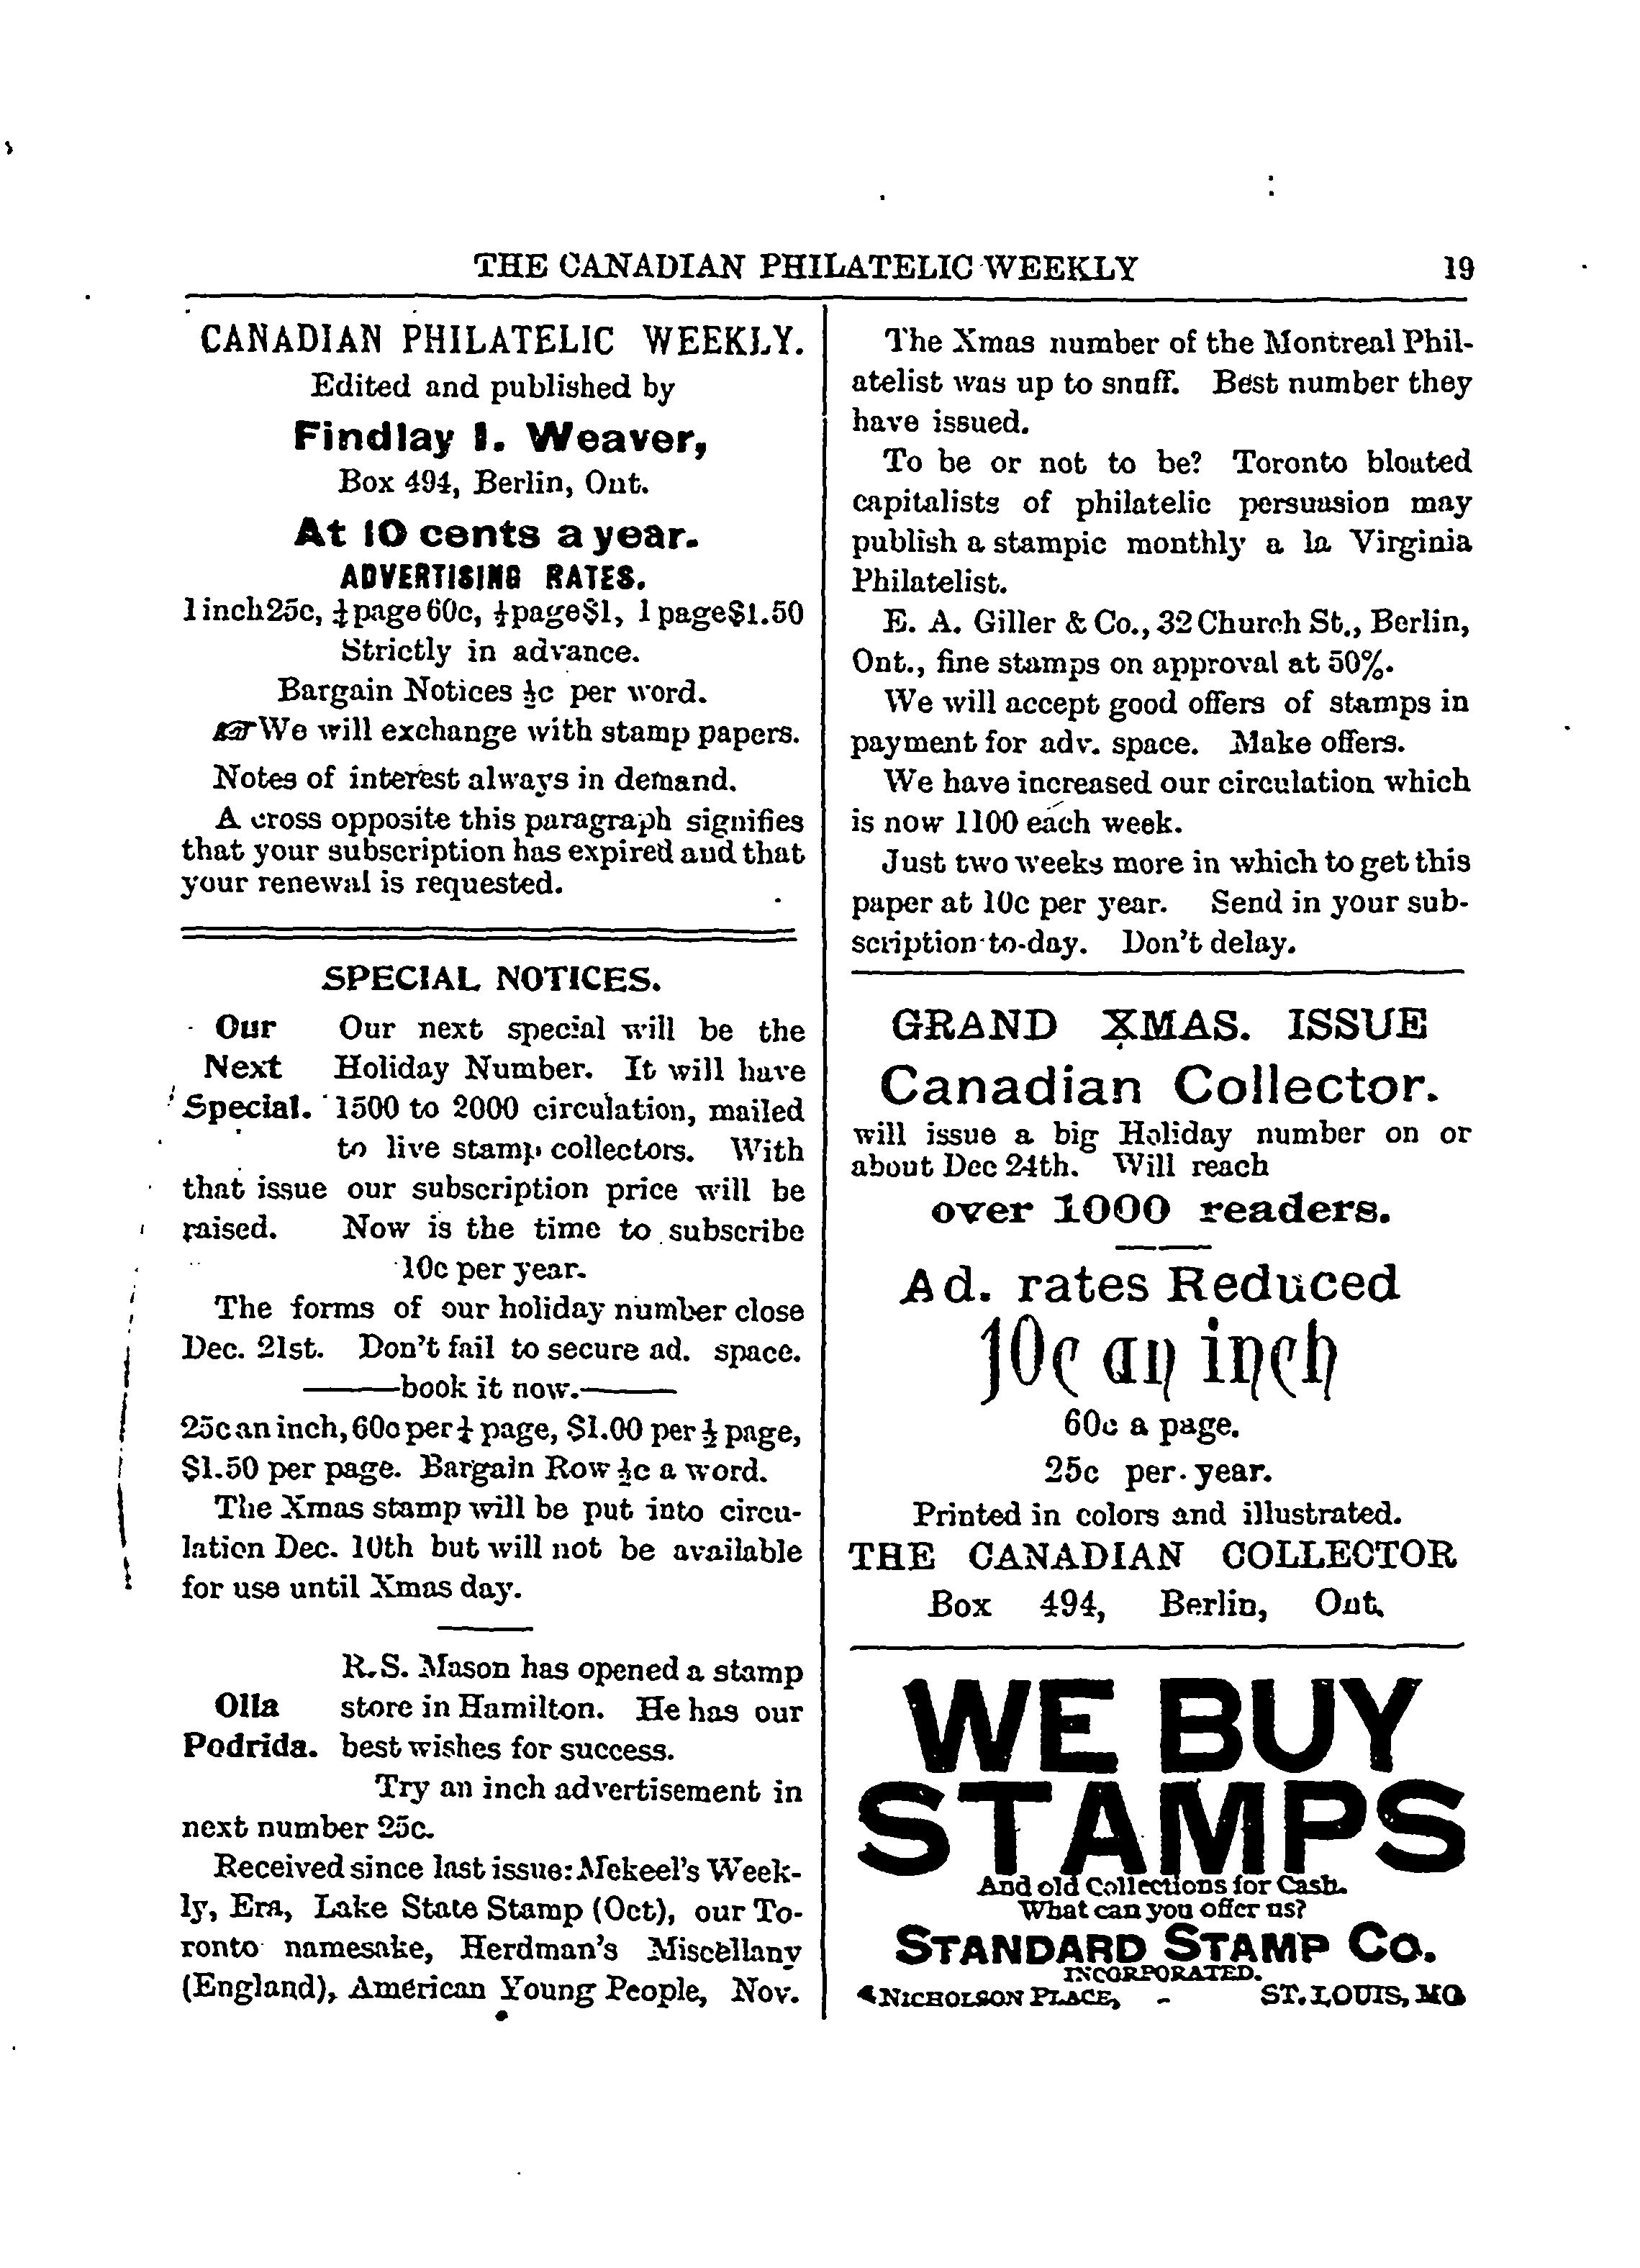 THE CANADIAN PHILATELIC WEEKLY 19
CANADIAN PHILATELIC WEEKLY.
Edited and published by
Findlay I. Weaver,
Box 494, Berlin, Ont.
At 10 cents a year.
ADVERTISING RATES.
1 inch 25c, ¼ page 60c, ½ page $1, 1 page $1.50
Strictly in advance.
Bargain Notices ½c per word.
☞We will exchange with stamp papers.
Notes of interest always in demand.
A cross opposite this paragraph signifies
that your subscription has expired and that
your renewal is requested.
SPECIAL NOTICES.
Our Our next special will be the
Next Holiday Number. It will have
Special. 1500 to 2000 circulation, mailed
to live stamp collectors. With
that issue our subscription price will be
raised. Now is the time to subscribe
10c per year.
The forms of our holiday number close
Dec. 21st. Don't fail to secure ad. space.
——book it now.——
25c an inch, 60c per ¼ page, $1.00 per ½ page,
$1.50 per page. Bargain Row ½c a word.
The Xmas stamp will be put into circu-
lation Dec. 10th but will not be available
for use until Xmas day.
R. S. Mason has opened a stamp
Olla store in Hamilton. He has our
Podrida. best wishes for success.
Try an inch advertisement in
next number 25c.
Received since last issue: Mekeel's Week-
ly, Era, Lake State Stamp (Oct), our To-
ronto namesake, Herdman's Miscellany
(England), American Young People, Nov.
The Xmas number of the Montreal Phil-
atelist was up to snuff. Best number they
have issued.
To be or not to be? Toronto bloated
capitalists of philatelic persuasion may
publish a stampic monthly a la Virginia
Philatelist.
E. A. Giller & Co., 32 Church St., Berlin,
Ont., fine stamps on approval at 50%.
We will accept good offers of stamps in
payment for adv. space. Make offers.
We have increased our circulation which
is now 1100 each week.
Just two weeks more in which to get this
paper at 10c per year. Send in your sub-
scription to-day. Don't delay.
GRAND XMAS. ISSUE
Canadian Collector.
will issue a big Holiday number on or
about Dec 24th. Will reach
over 1000 readers.
Ad. rates Reduced
10c an inch
60c a page.
25c per year.
Printed in colors and illustrated.
THE CANADIAN COLLECTOR
Box 494, Berlin, Ont.
WE BUY
STAMPS
And old Collections for Cash.
What can you offer us?
STANDARD STAMP CO.
INCORPORATED.
4 NICHOLSON PLACE, - ST. LOUIS, MO.